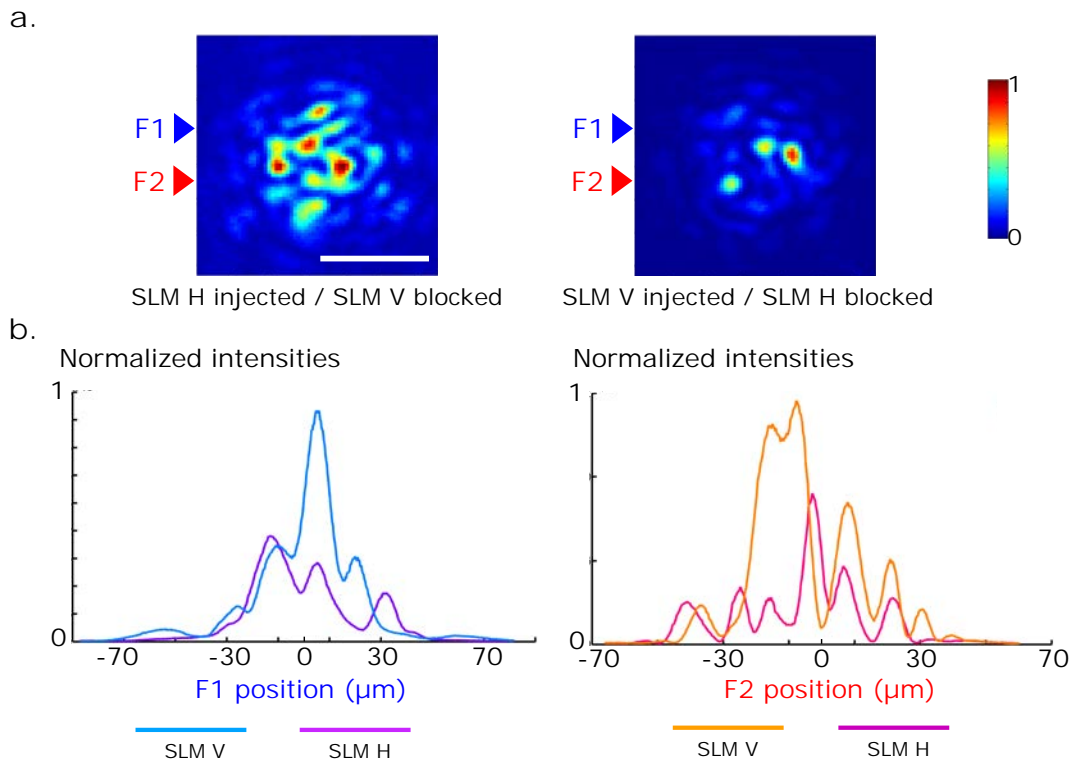 a.
F1
F2
F1
F2
1
0
SLM H injected / SLM V blocked
SLM V injected / SLM H blocked
b.
Normalized intensities
1
0
-70 -30 0 30 70
F1 position (µm)
SLM V
SLM H
Normalized intensities
1
0
-70 -30 0 30 70
F2 position (µm)
SLM V
SLM H